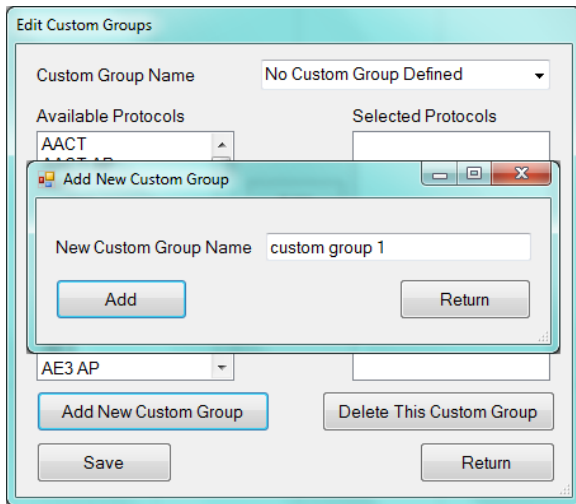 Edit Custom Groups
Custom Group Name No Custom Group Defined
Available Protocols Selected Protocols
AACT
Add New Custom Group
New Custom Group Name custom group 1
Add Return
AE3 AP
Add New Custom Group Delete This Custom Group
Save Return